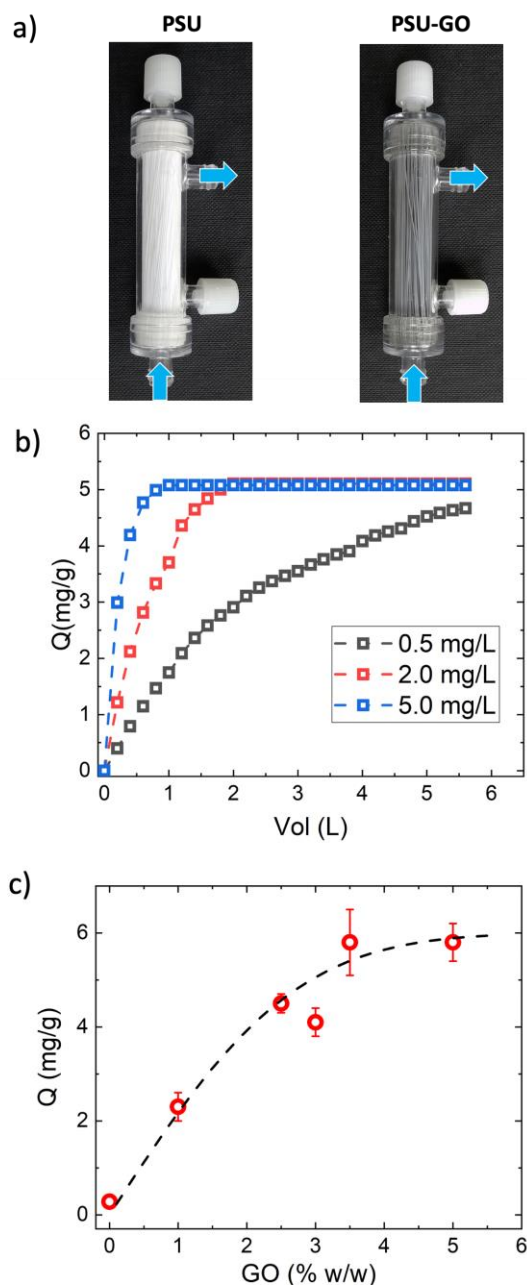 a)
PSU PSU-GO
b)
6
5
4
3
2
1
0
Q(mg/g)
0.5 mg/L
2.0 mg/L
5.0 mg/L
0 1 2 3 4 5 6
Vol (L)
c)
6
4
2
0
Q (mg/g)
0 1 2 3 4 5 6
GO (% w/w)